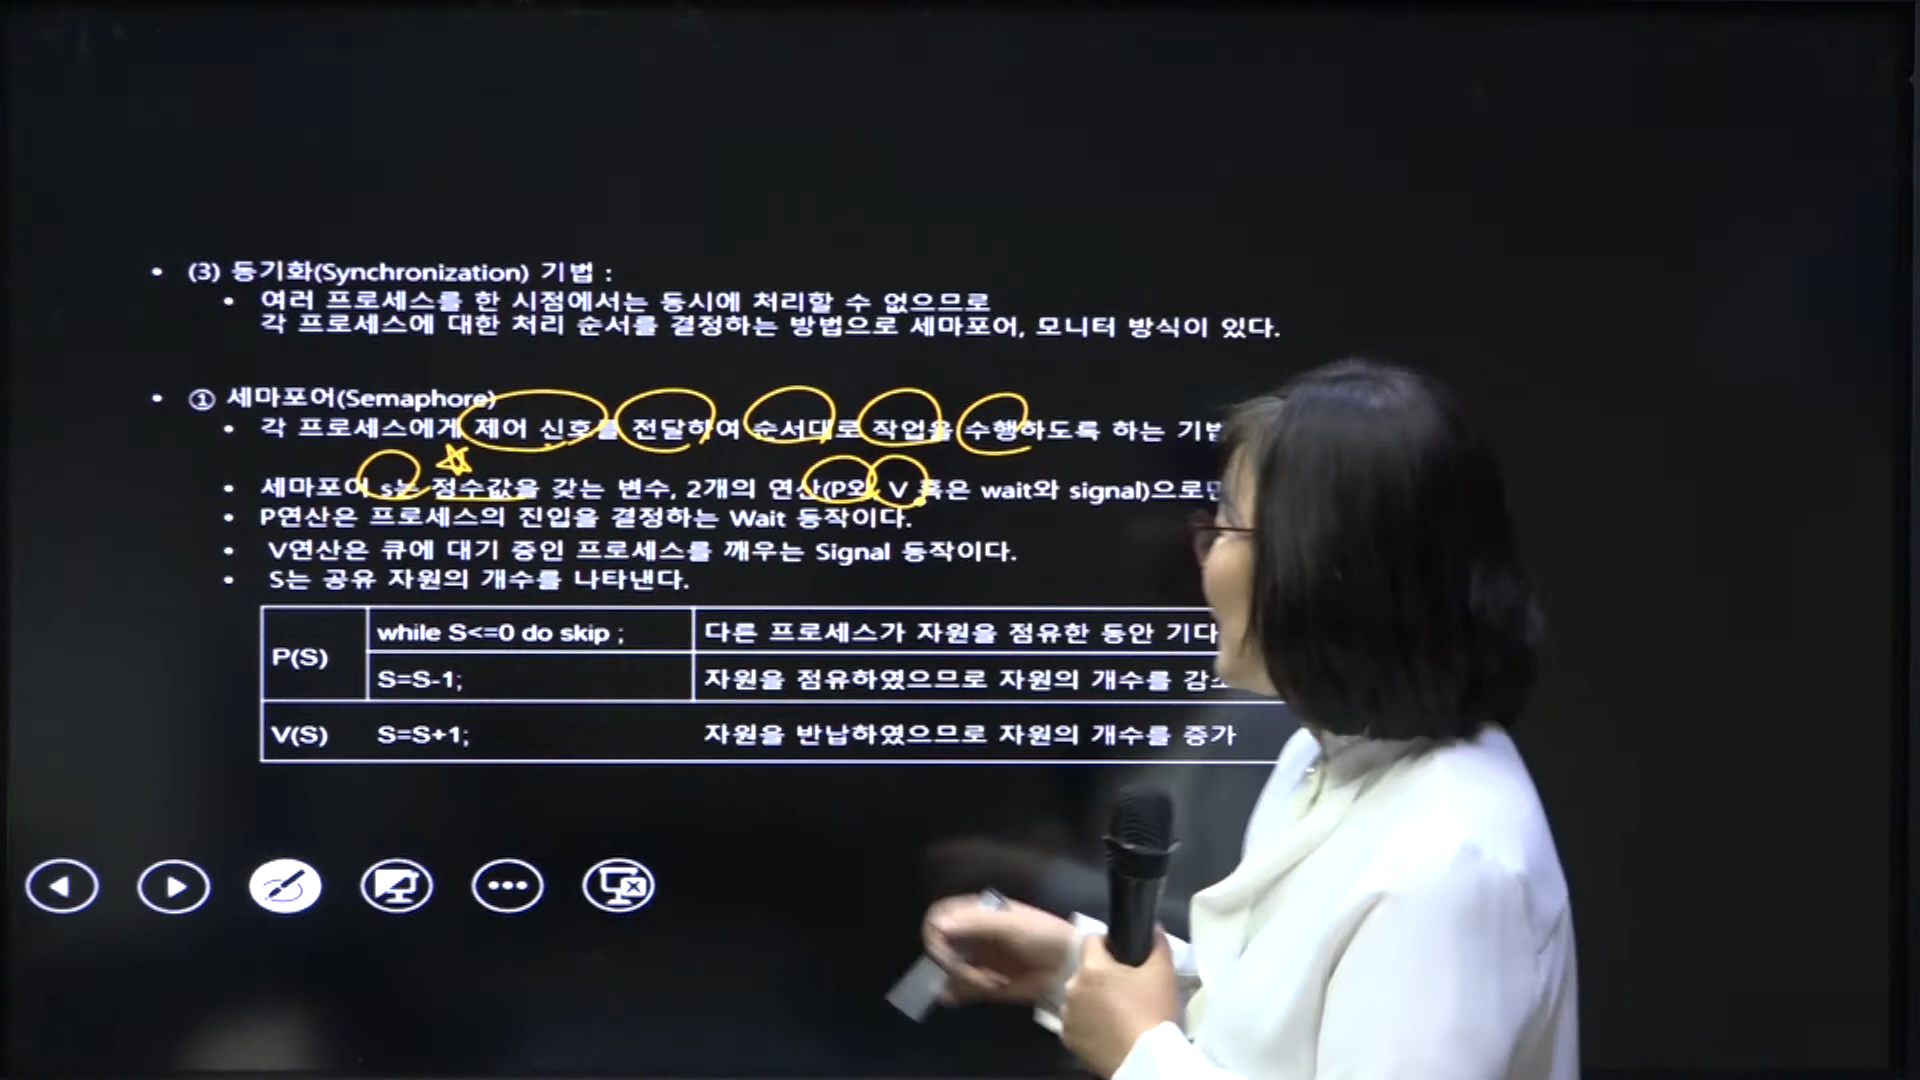 • (3) 동기화(Synchronization) 기법 :
• 여러 프로세스를 한 시점에서는 동시에 처리할 수 없으므로
각 프로세스에 대한 처리 순서를 결정하는 방법으로 세마포어, 모니터 방식이 있다.
• ① 세마포어(Semaphore)
• 각 프로세스에게 제어 신호를 전달하여 순서대로 작업을 수행하도록 하는
• 세마포어 s는 정수값을 갖는 변수, 2개의 연산(P와 V 혹은 wait와 signal)으로
• P연산은 프로세스의 진입을 결정하는 Wait 동작이다.
• V연산은 큐에 대기 중인 프로세스를 깨우는 Signal 동작이다.
• S는 공유 자원의 개수를 나타낸다.
P(S) while S<=0 do skip ; 다른 프로세스가 자원을 점유한 동안
S=S-1; 자원을 점유하였으므로 자원의 개수를
V(S) S=S+1; 자원을 반납하였으므로 자원의 개수를 증가